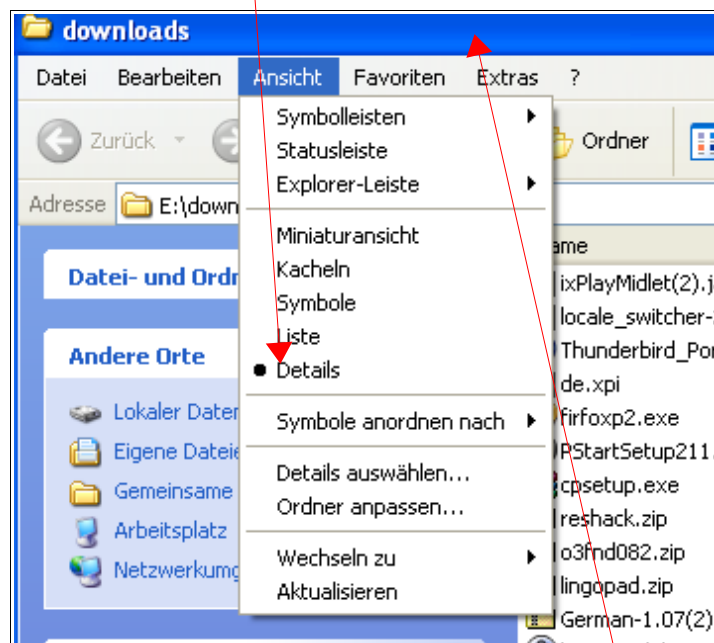 downloads
Datei Bearbeiten Ansicht Favoriten Extras ?
Zurück Ordner
Adresse E:\down
Symbolleisten
Statusleiste
Explorer-Leiste
Miniaturansicht
Kacheln
Symbole
Liste
Details
Symbole anordnen nach
Details auswählen...
Ordner anpassen...
Wechseln zu
Aktualisieren
Datei- und Ordn
Andere Orte
Lokaler Daten
Eigene Dateie
Gemeinsame
Arbeitsplatz
Netzwerkumg
ame
ixPlayMidlet(2).j
locale_switcher-
Thunderbird_Por
de.xpi
firfoxp2.exe
PStartSetup211.
cpsetup.exe
reshack.zip
o3fnd082.zip
lingopad.zip
German-1.07(2)